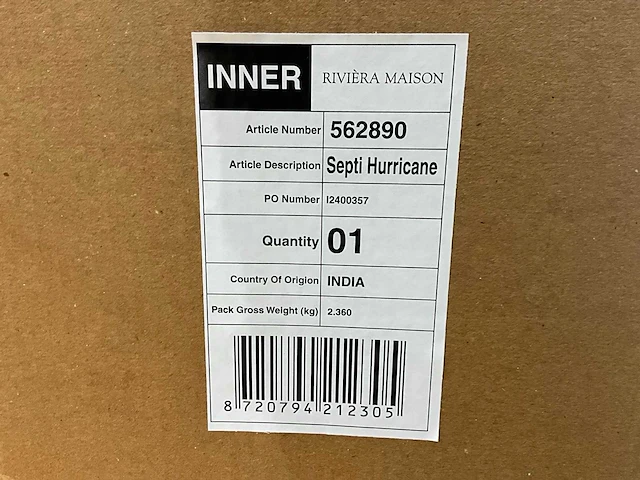 INNER RIVIÈRA MAISON
Article Number 562890
Article Description Septi Hurricane
PO Number I2400357
Quantity 01
Country Of Origion INDIA
Pack Gross Weight (kg) 2.360
8 720794 212305